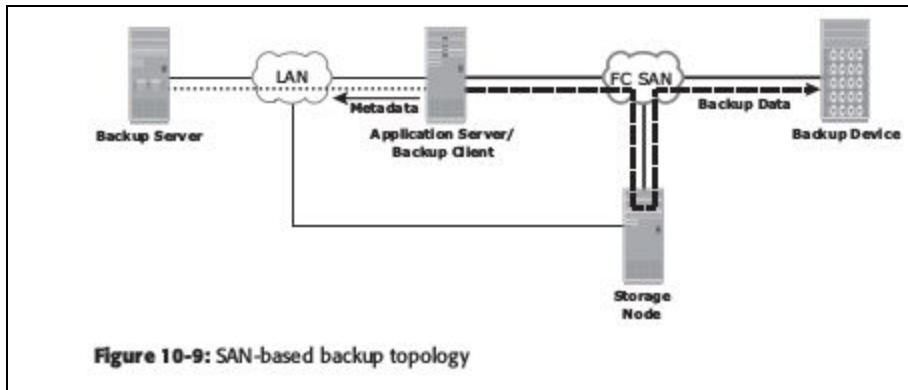 LAN
FC SAN
Metadata
Backup Data
Backup Server
Application Server/
Backup Client
Backup Device
Storage
Node
Figure 10-9: SAN-based backup topology